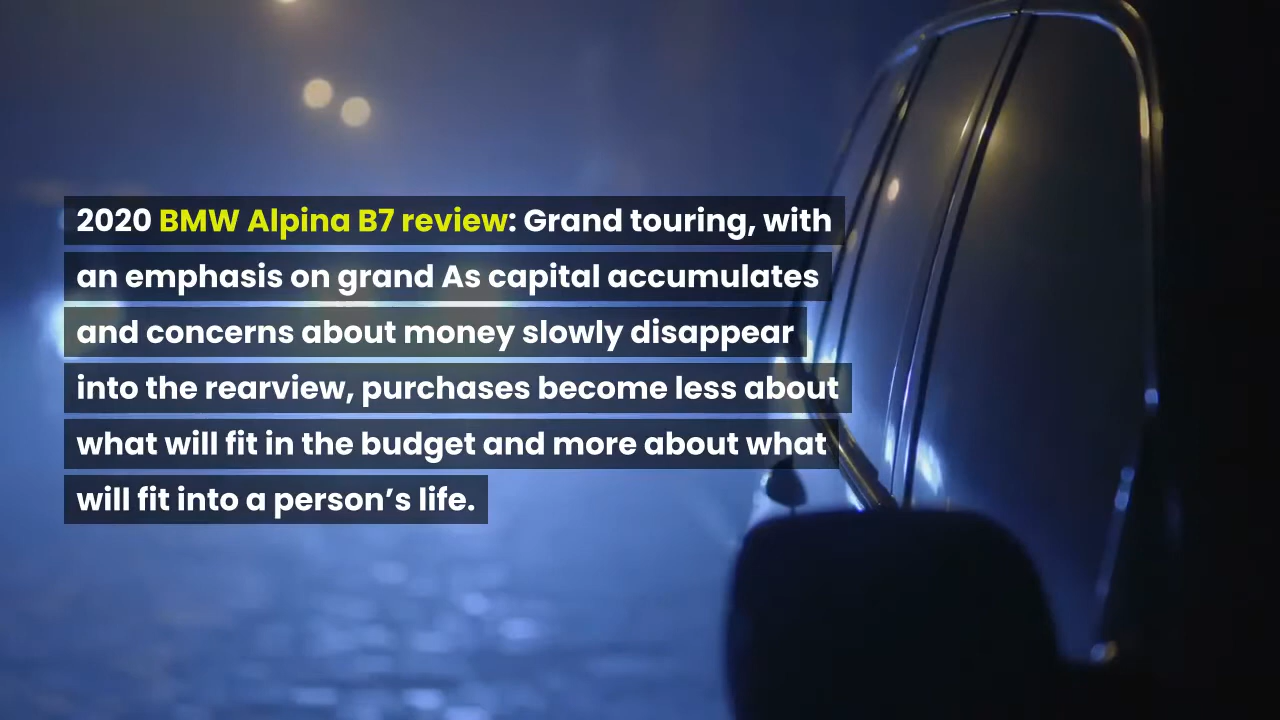 2020 BMW Alpina B7 review: Grand touring, with
an emphasis on grand As capital accumulates
and concerns about money slowly disappear
into the rearview, purchases become less about
what will fit in the budget and more about what
will fit into a person’s life.